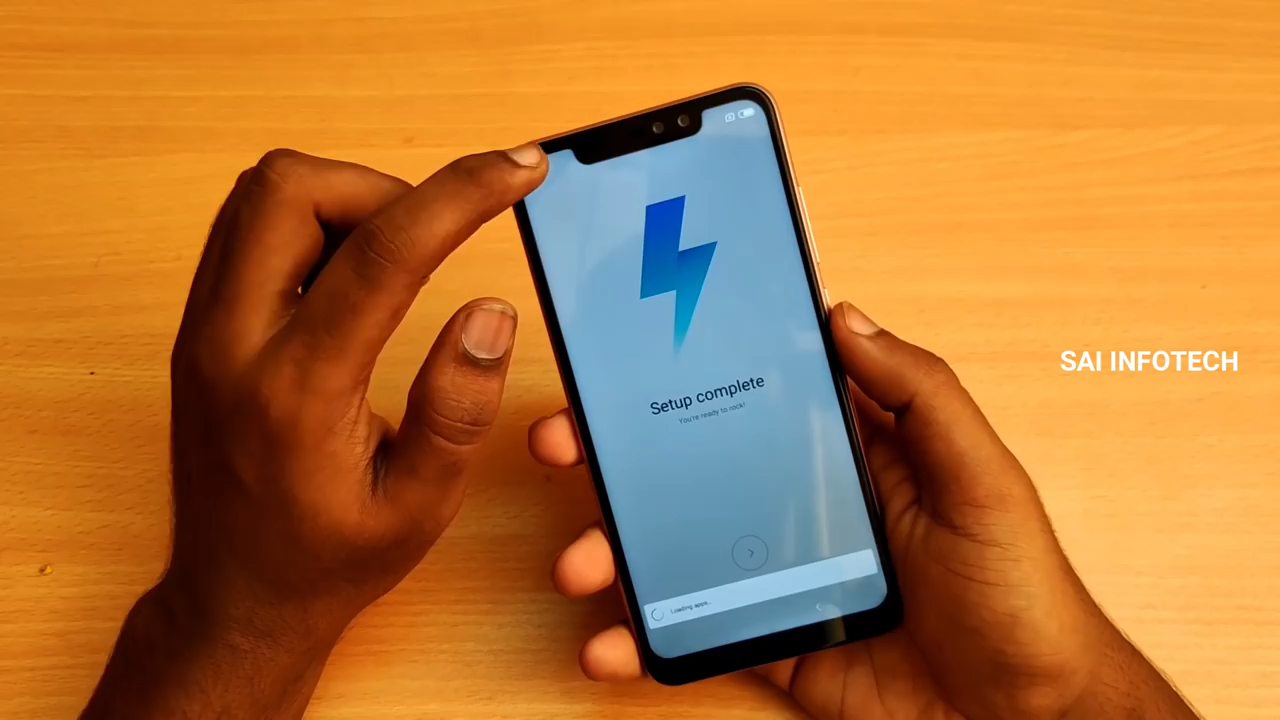 Setup complete
You're ready to rock!
Loading apps...
SAI INFOTECH